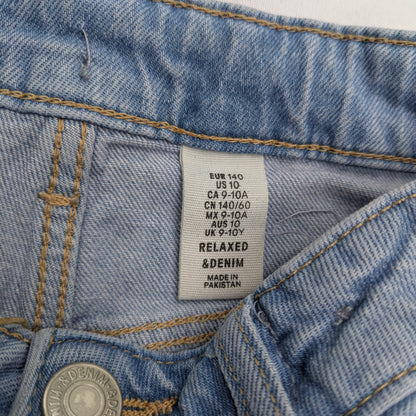 EUR 140
US 10
CA 9-10A
CN 140/60
MX 9-10A
AUS 10
UK 9-10Y
RELAXED
&DENIM
MADE IN
PAKISTAN